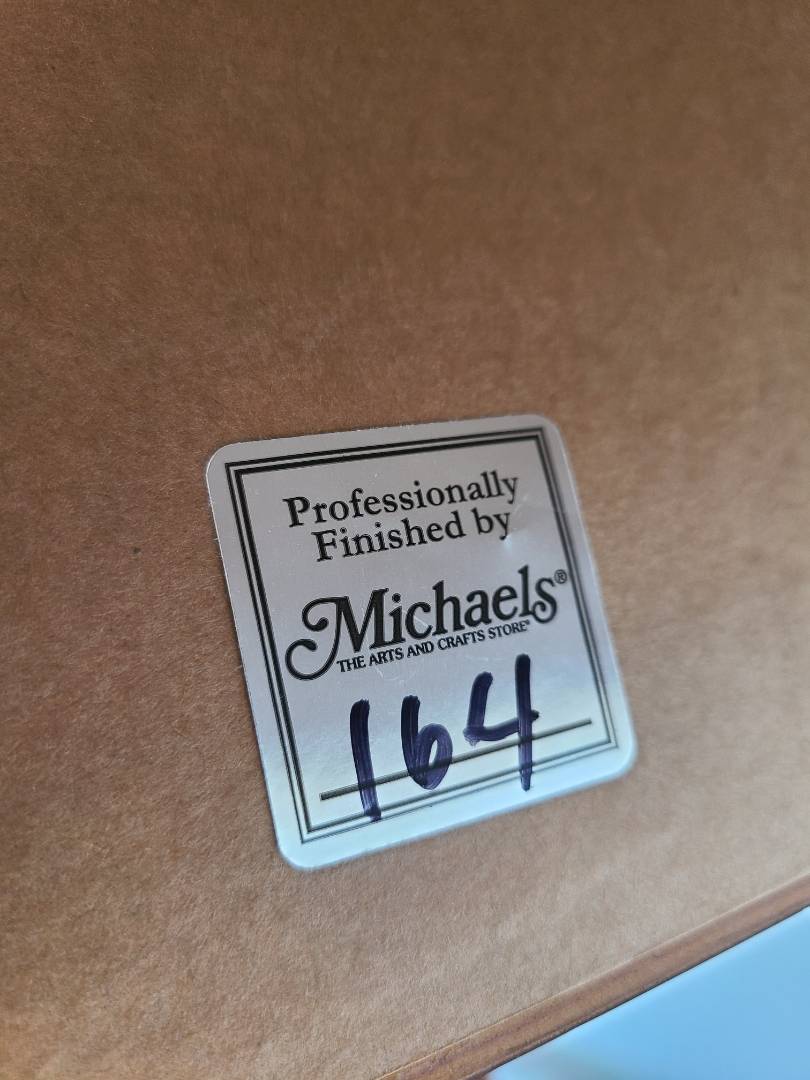 Professionally
Finished by
Michaels®
THE ARTS AND CRAFTS STORE®
164